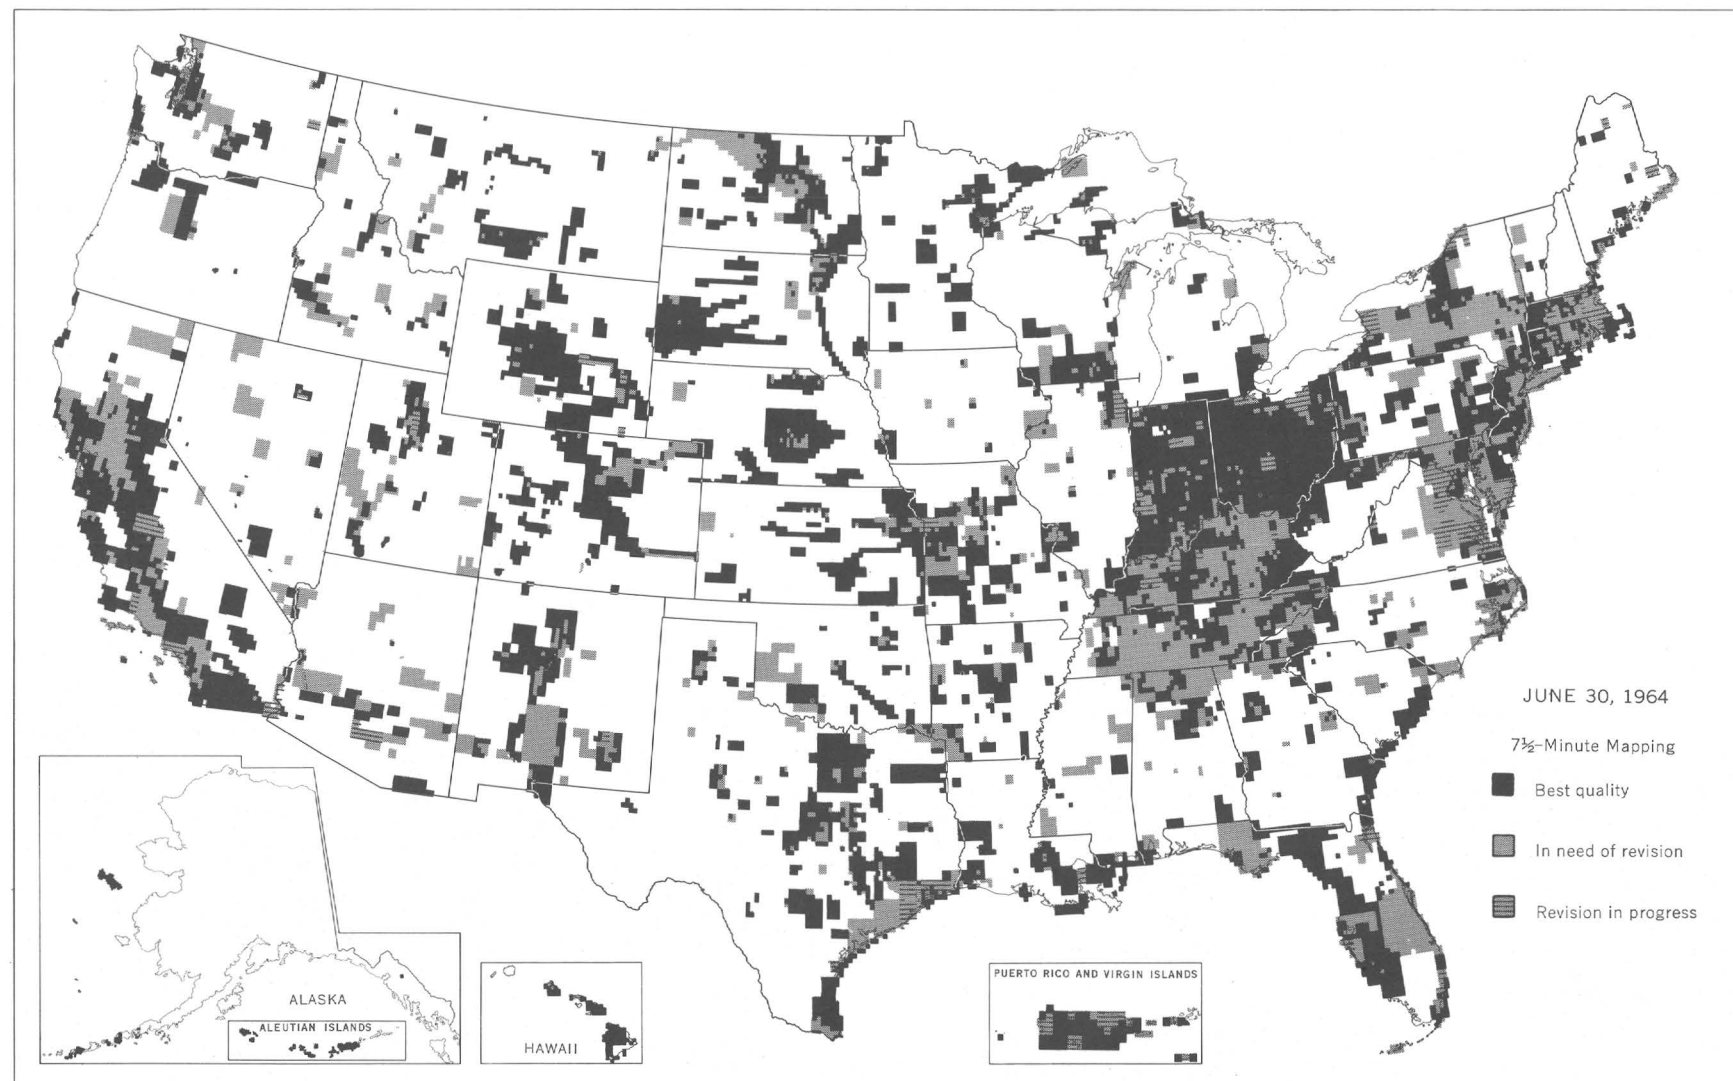 JUNE 30, 1964
7½-Minute Mapping
Best quality
In need of revision
Revision in progress
PUERTO RICO AND VIRGIN ISLANDS
ALASKA
ALEUTIAN ISLANDS
HAWAII